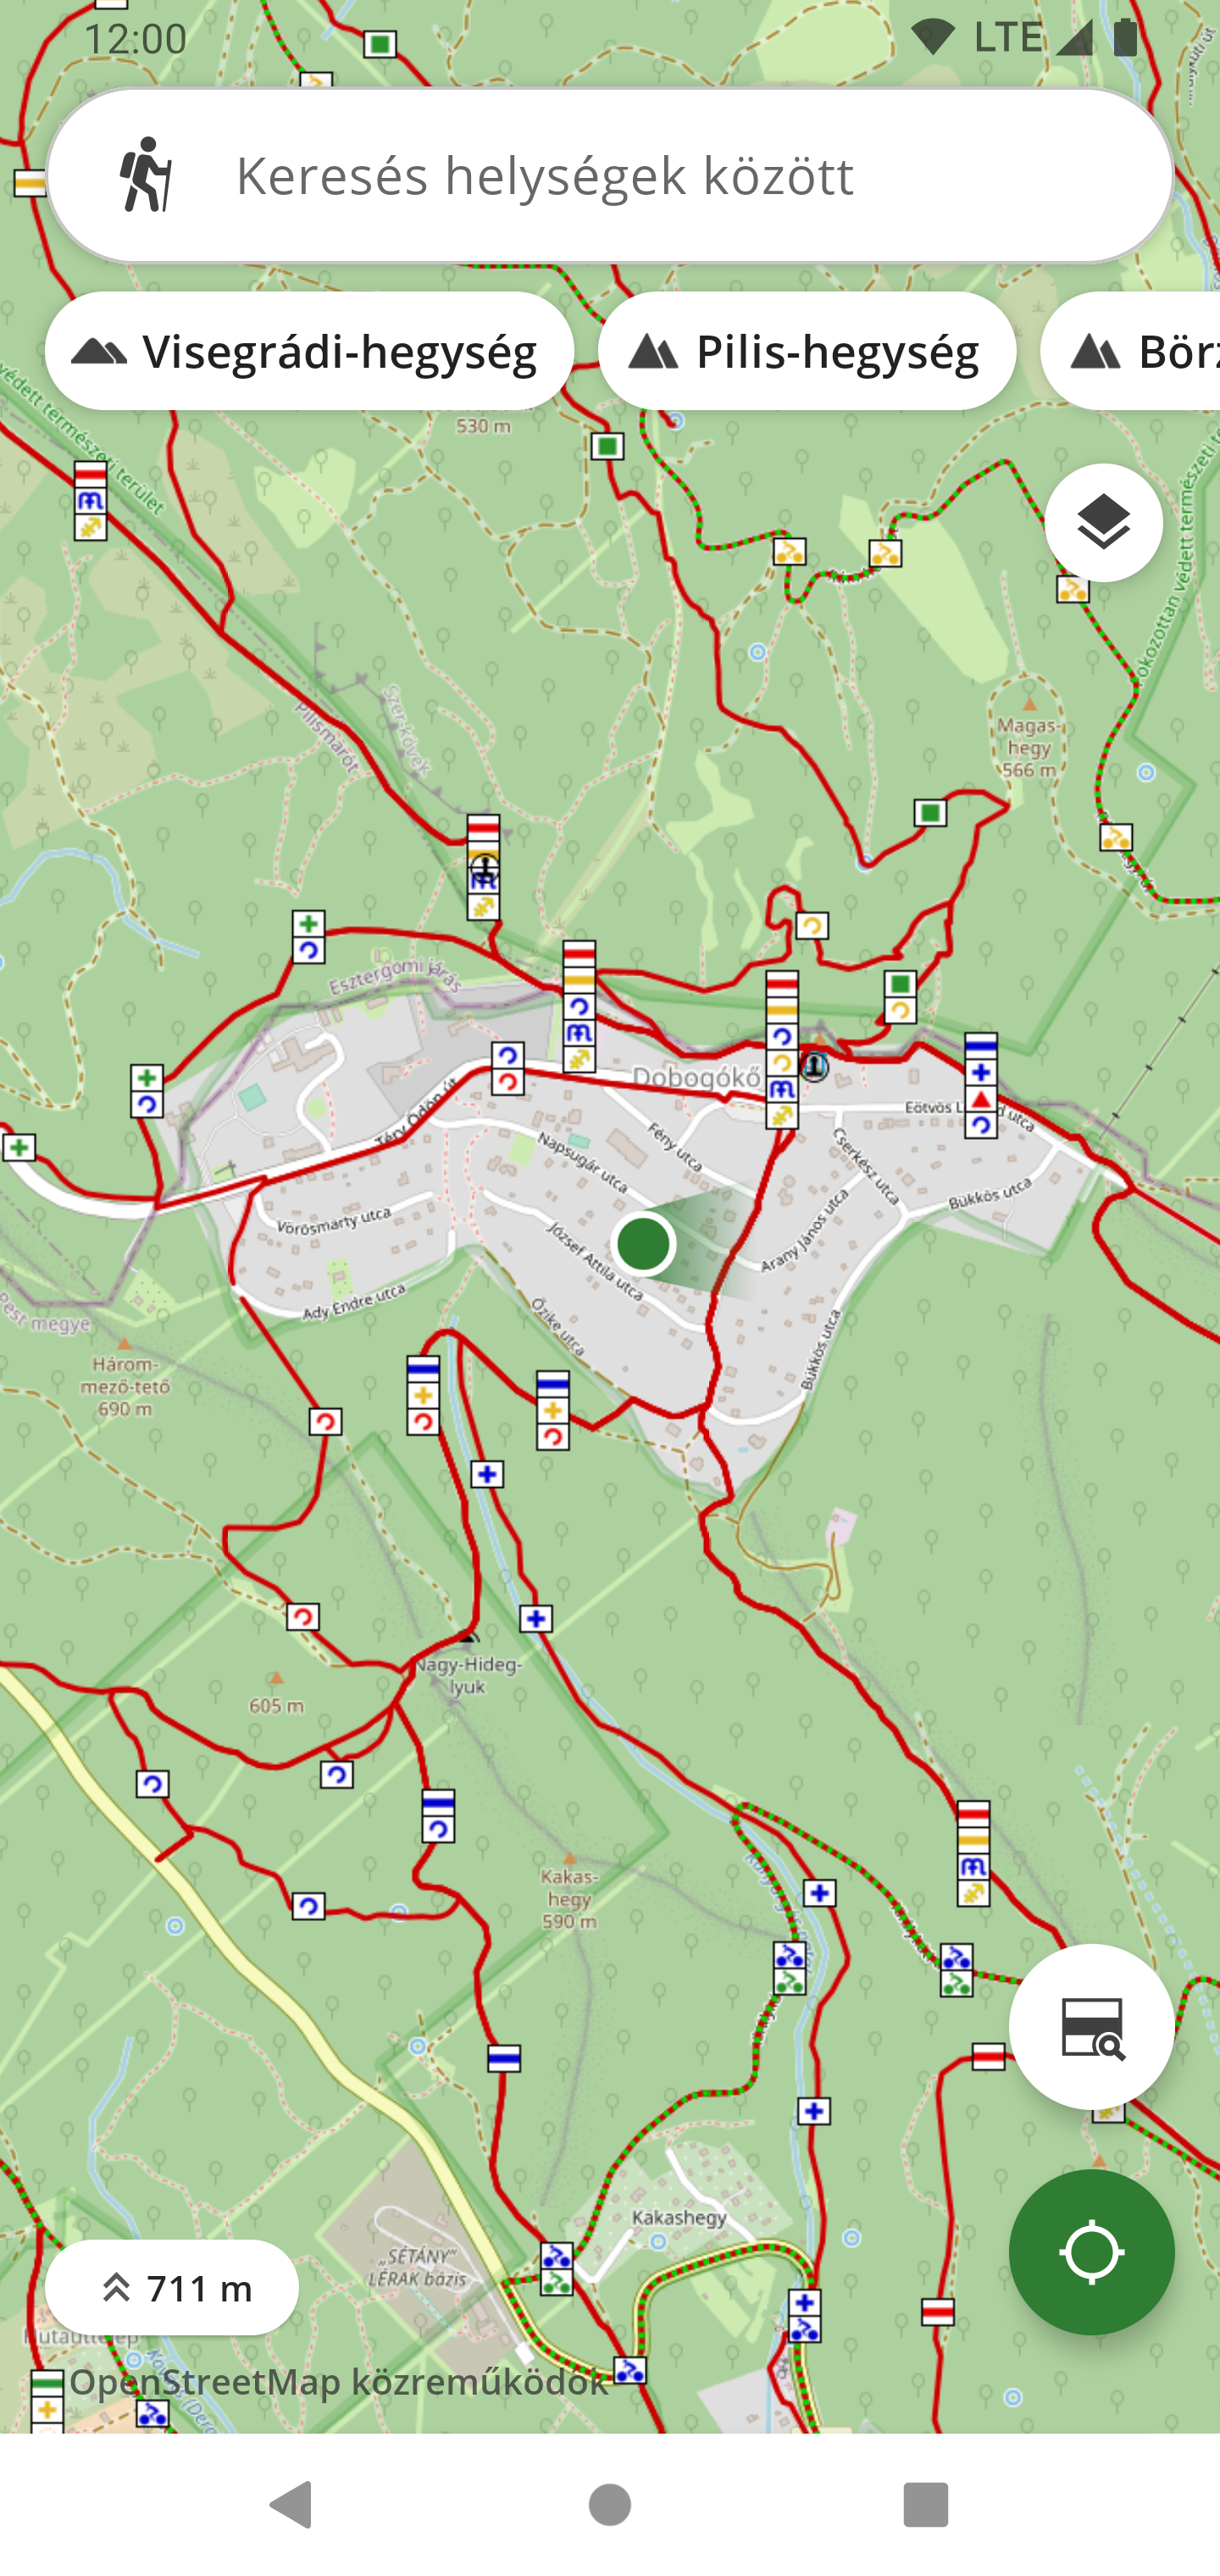 12:00
LTE
Keresés helységek között
Visegrádi-hegység
Pilis-hegység
Börz
védett természeti terület
530 m
Fokozottan védett természeti te
Szer-kövek
Pilismarót
Magas-
hegy
566 m
Esztergomi járás
Dobogókő
Téry Ödön út
Eötvös L
d utca
Napsugár utca
Fény utca
Cserkész utca
Bükkös utca
Vörösmarty utca
József Attila utca
Arany János utca
Ady Endre utca
Őzike utca
Bükkös utca
Pest megye
Három-
mező-tető
690 m
Nagy-Hideg-
lyuk
605 m
Kakas-
hegy
590 m
Kakashegy
„SÉTÁNY”
LÉRAK bázis
711 m
OpenStreetMap közreműködők